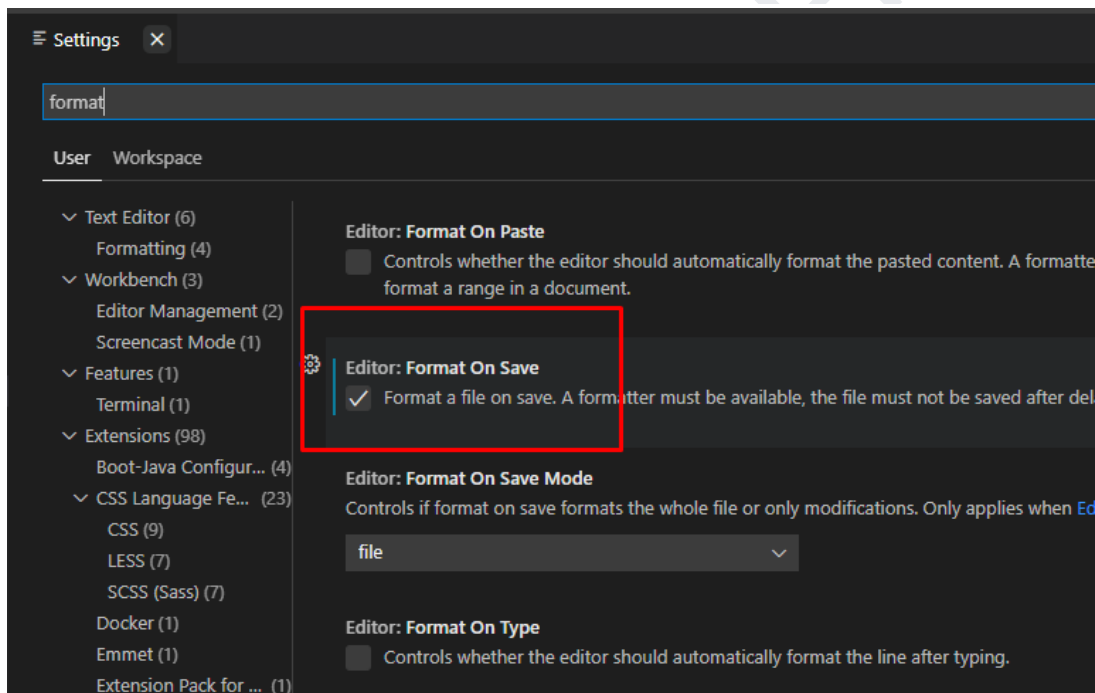 Settings
format
User Workspace
Text Editor (6)
Formatting (4)
Workbench (3)
Editor Management (2)
Screencast Mode (1)
Features (1)
Terminal (1)
Extensions (98)
Boot-Java Configur... (4)
CSS Language Fe... (23)
CSS (9)
LESS (7)
SCSS (Sass) (7)
Docker (1)
Emmet (1)
Extension Pack for ... (1)
Editor: Format On Paste
Controls whether the editor should automatically format the pasted content. A formatte
format a range in a document.
Editor: Format On Save
Format a file on save. A formatter must be available, the file must not be saved after del
Editor: Format On Save Mode
Controls if format on save formats the whole file or only modifications. Only applies when Ed
file
Editor: Format On Type
Controls whether the editor should automatically format the line after typing.